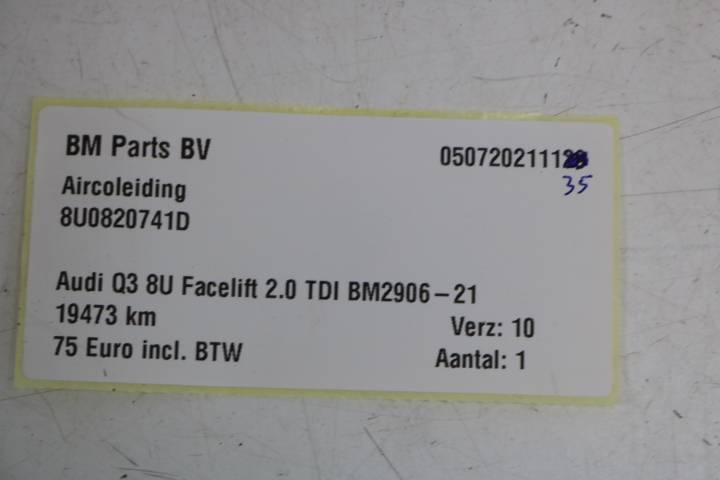 BM Parts BV 0507202111
35
Aircoleiding
8U0820741D
Audi Q3 8U Facelift 2.0 TDI BM2906-21
19473 km Verz: 10
75 Euro incl. BTW Aantal: 1